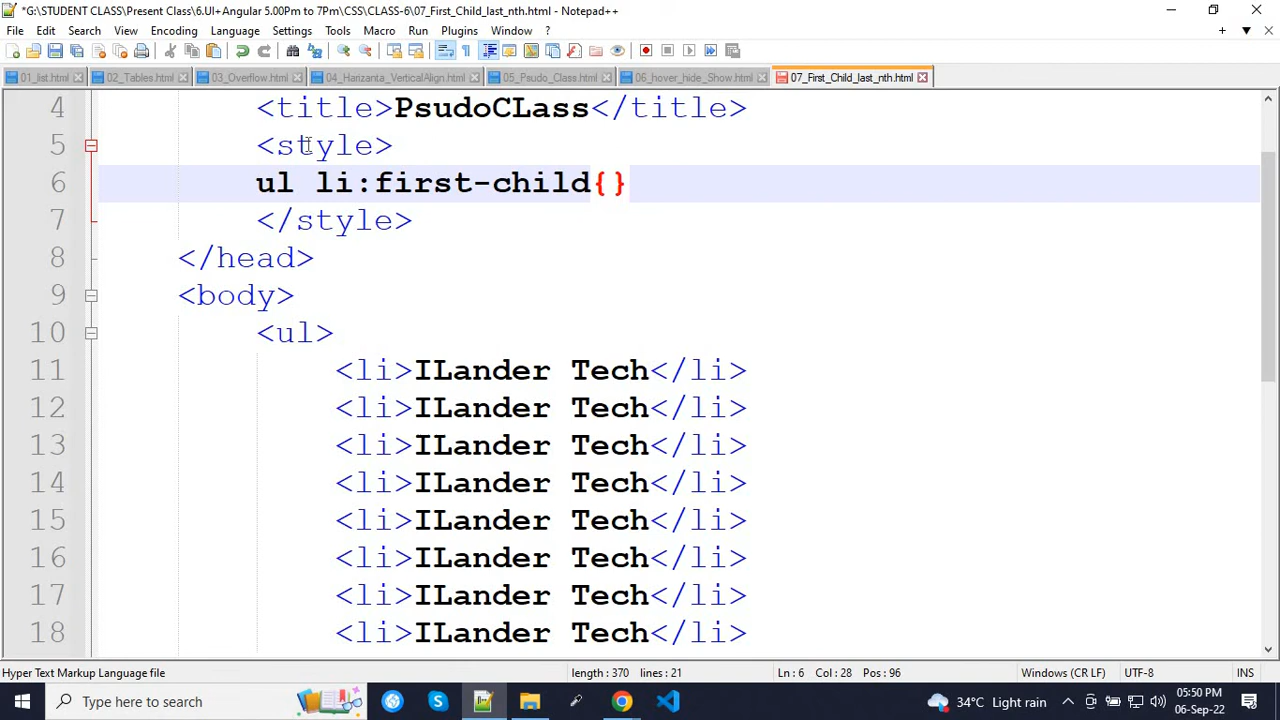 *G:\STUDENT CLASS\Present Class\6.UI+Angular 5.00Pm to 7Pm\CSS\CLASS-6\07_First_Child_last_nth.html - Notepad++
File Edit Search View Encoding Language Settings Tools Macro Run Plugins Window ?
01_list.html 02_Tables.html 03_Overflow.html 04_Harizanta_VerticalAlign.html 05_Psudo_Class.html 06_hover_hide_Show.html 07_First_Child_last_nth.html
4 <title>PsudoCLass</title>
5 <style>
6 ul li:first-child{}
7 </style>
8 </head>
9 <body>
10 <ul>
11 <li>ILander Tech</li>
12 <li>ILander Tech</li>
13 <li>ILander Tech</li>
14 <li>ILander Tech</li>
15 <li>ILander Tech</li>
16 <li>ILander Tech</li>
17 <li>ILander Tech</li>
18 <li>ILander Tech</li>
Hyper Text Markup Language file length : 370 lines : 21 Ln : 6 Col : 28 Pos : 96 Windows (CR LF) UTF-8 INS
Type here to search 34°C Light rain 05:50 PM
06-Sep-22